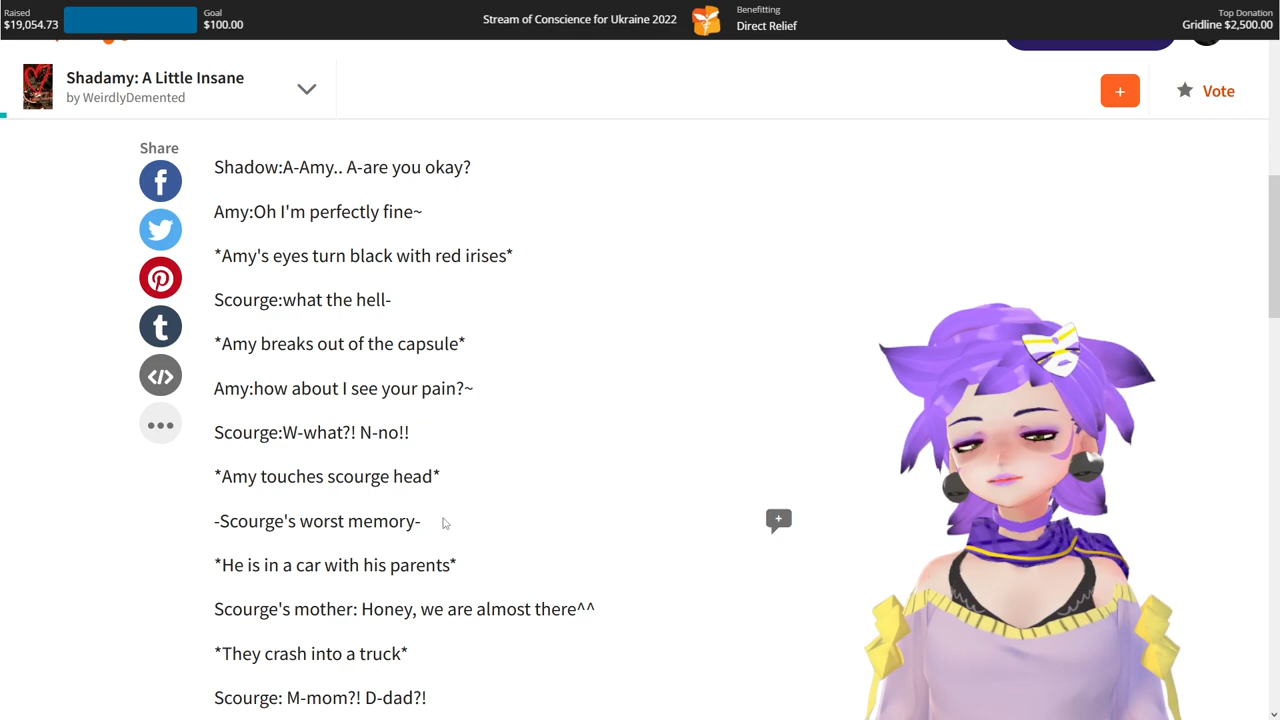 Raised
$19,054.73
Goal
$100.00
Stream of Conscience for Ukraine 2022
Benefitting
Direct Relief
Top Donation
Gridline $2,500.00
Shadamy: A Little Insane
by WeirdlyDemented
+
Vote
Share
Shadow:A-Amy.. A-are you okay?
Amy:Oh I'm perfectly fine~
*Amy's eyes turn black with red irises*
Scourge:what the hell-
*Amy breaks out of the capsule*
Amy:how about I see your pain?~
Scourge:W-what?! N-no!!
*Amy touches scourge head*
-Scourge's worst memory-
*He is in a car with his parents*
Scourge's mother: Honey, we are almost there^^
*They crash into a truck*
Scourge: M-mom?! D-dad?!